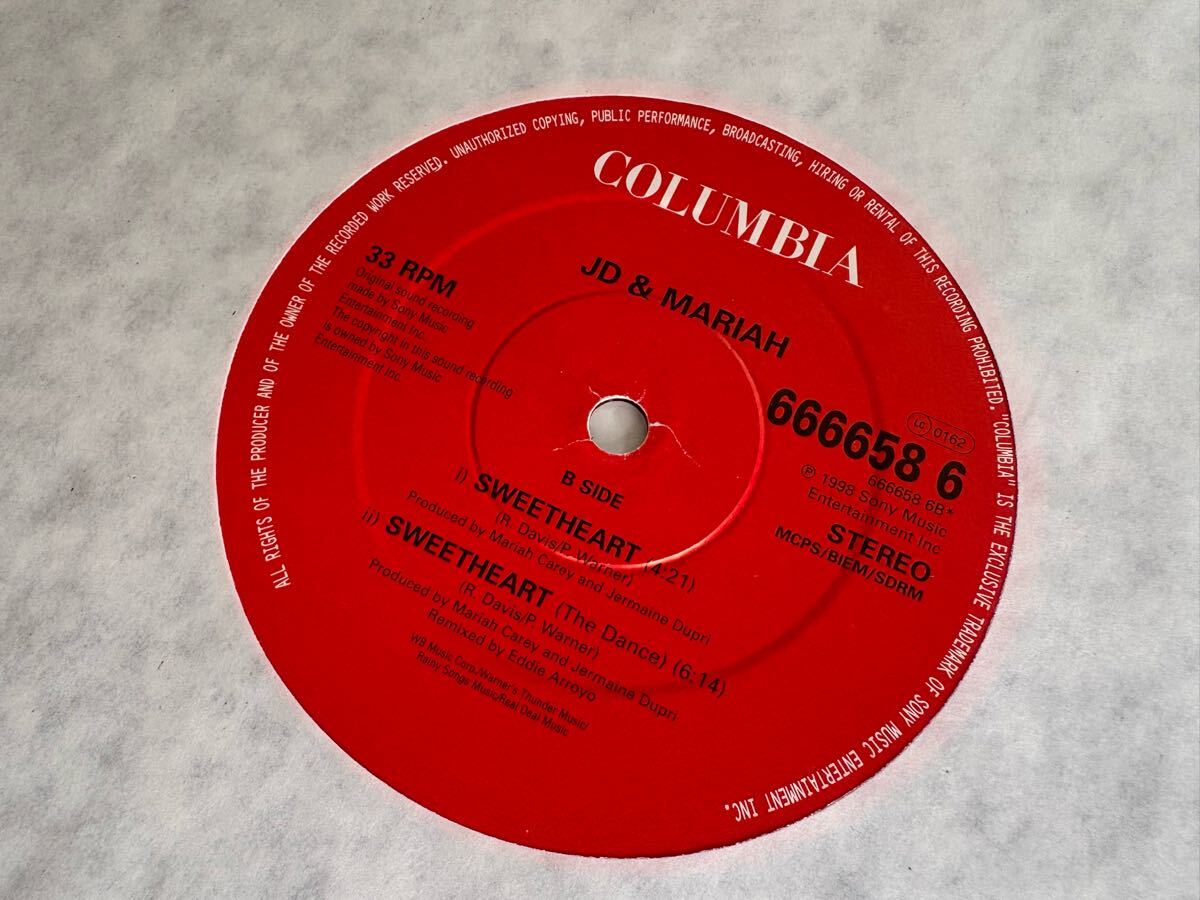 ALL RIGHTS OF THE PRODUCER AND OF THE OWNER OF THE RECORDED WORK RESERVED. UNAUTHORIZED COPYING, PUBLIC PERFORMANCE, BROADCASTING, HIRING OR RENTAL OF THIS RECORDING PROHIBITED. "COLUMBIA" IS THE EXCLUSIVE TRADEMARK OF SONY MUSIC ENTERTAINMENT INC.
COLUMBIA
JD & MARIAH
33 RPM
Original sound recording
made by Sony Music
Entertainment Inc.
The copyright in this sound recording
is owned by Sony Music
Entertainment Inc.
LC 0162
666658 6
666658 6B*
℗ 1998 Sony Music
Entertainment Inc
STEREO
MCPS/BIEM/SDRM
B SIDE
i) SWEETHEART (4:21)
(R. Davis/P. Warner)
Produced by Mariah Carey and Jermaine Dupri
ii) SWEETHEART (The Dance) (6:14)
(R. Davis/P. Warner)
Produced by Mariah Carey and Jermaine Dupri
Remixed by Eddie Arroyo
WB Music Corp./Warner's Thunder Music/
Rainy Songs Music/Real Deal Music